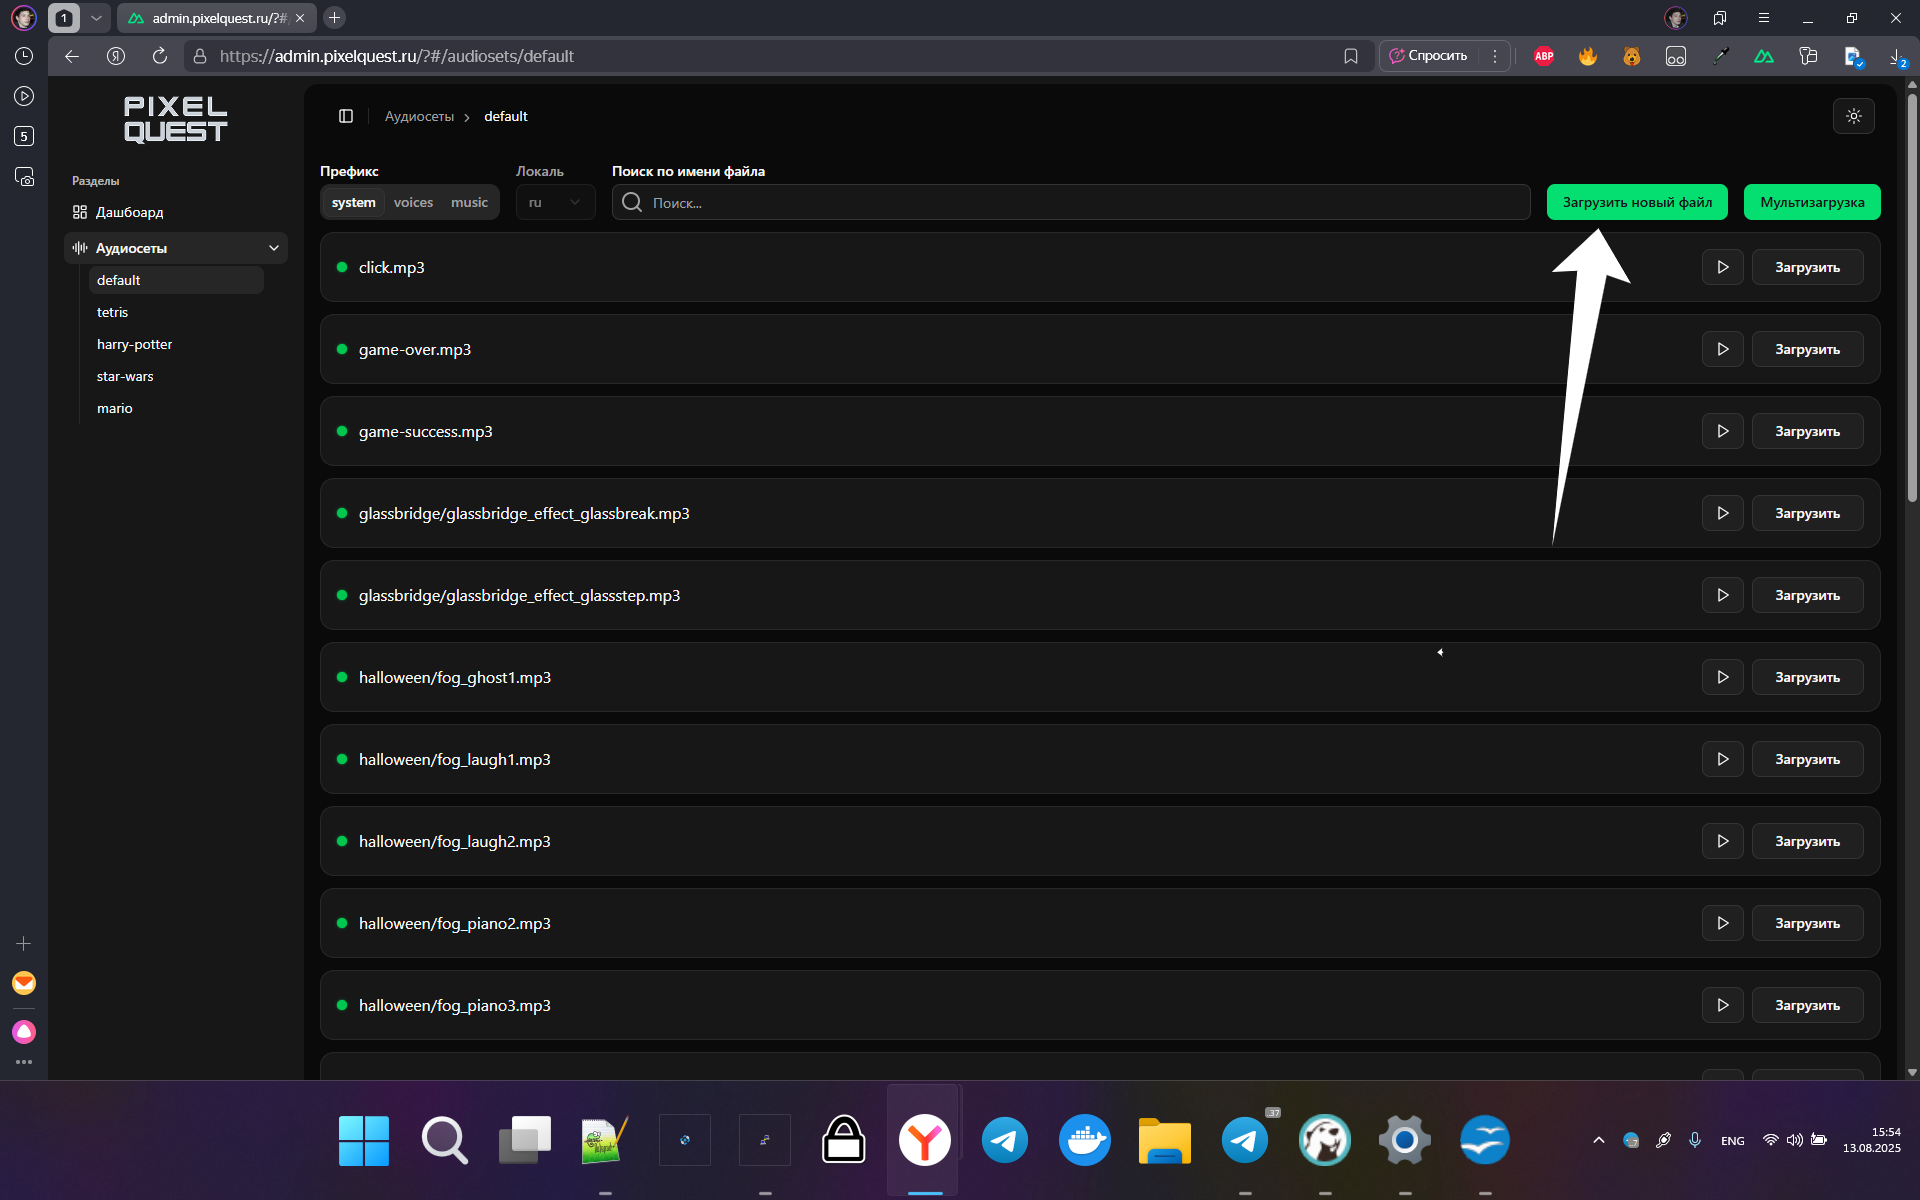 1
admin.pixelquest.ru/?#/
https://admin.pixelquest.ru/?#/audiosets/default
Спросить
ABP
2
5
PIXEL
QUEST
Разделы
Дашбоард
Аудиосеты
default
tetris
harry-potter
star-wars
mario
Аудиосеты
default
Префикс
Локаль
Поиск по имени файла
system
voices
music
ru
Поиск...
Загрузить новый файл
Мультизагрузка
click.mp3
Загрузить
game-over.mp3
Загрузить
game-success.mp3
Загрузить
glassbridge/glassbridge_effect_glassbreak.mp3
Загрузить
glassbridge/glassbridge_effect_glassstep.mp3
Загрузить
halloween/fog_ghost1.mp3
Загрузить
halloween/fog_laugh1.mp3
Загрузить
halloween/fog_laugh2.mp3
Загрузить
halloween/fog_piano2.mp3
Загрузить
halloween/fog_piano3.mp3
Загрузить
37
ENG
15:54
13.08.2025